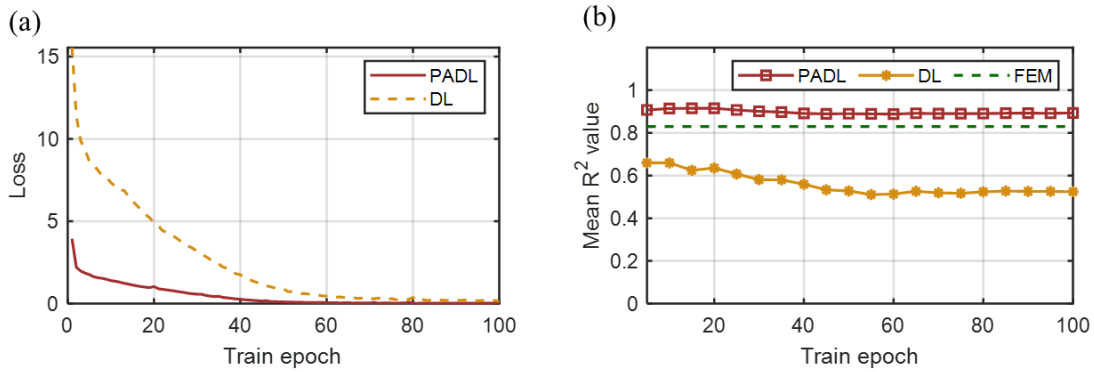 (a)
15
10
5
0
0 20 40 60 80 100
Loss
Train epoch
PADL
DL
(b)
1
0.8
0.6
0.4
0.2
0
20 40 60 80 100
Mean R² value
Train epoch
PADL DL FEM